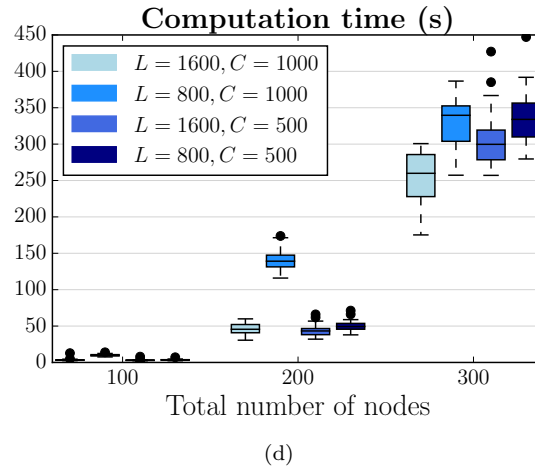 Computation time (s)
450
400
350
300
250
200
150
100
50
0
L = 1600, C = 1000
L = 800, C = 1000
L = 1600, C = 500
L = 800, C = 500
100 200 300
Total number of nodes
(d)